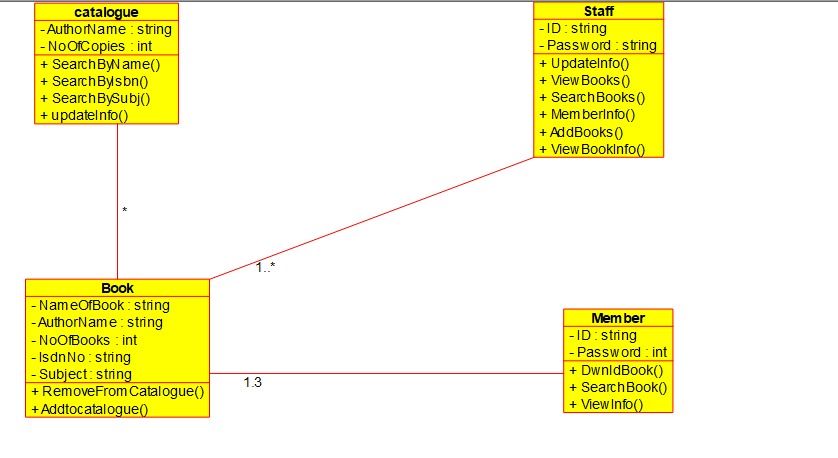 catalogue
- AuthorName : string
- NoOfCopies : int
+ SearchByName()
+ SearchByIsbn()
+ SearchBySubj()
+ updateInfo()
Staff
- ID : string
- Password : string
+ UpdateInfo()
+ ViewBooks()
+ SearchBooks()
+ MemberInfo()
+ AddBooks()
+ ViewBookInfo()
*
1..*
Book
- NameOfBook : string
- AuthorName : string
- NoOfBooks : int
- IsdnNo : string
- Subject : string
+ RemoveFromCatalogue()
+ Addtocatalogue()
1.3
Member
- ID : string
- Password : int
+ DwnldBook()
+ SearchBook()
+ ViewInfo()